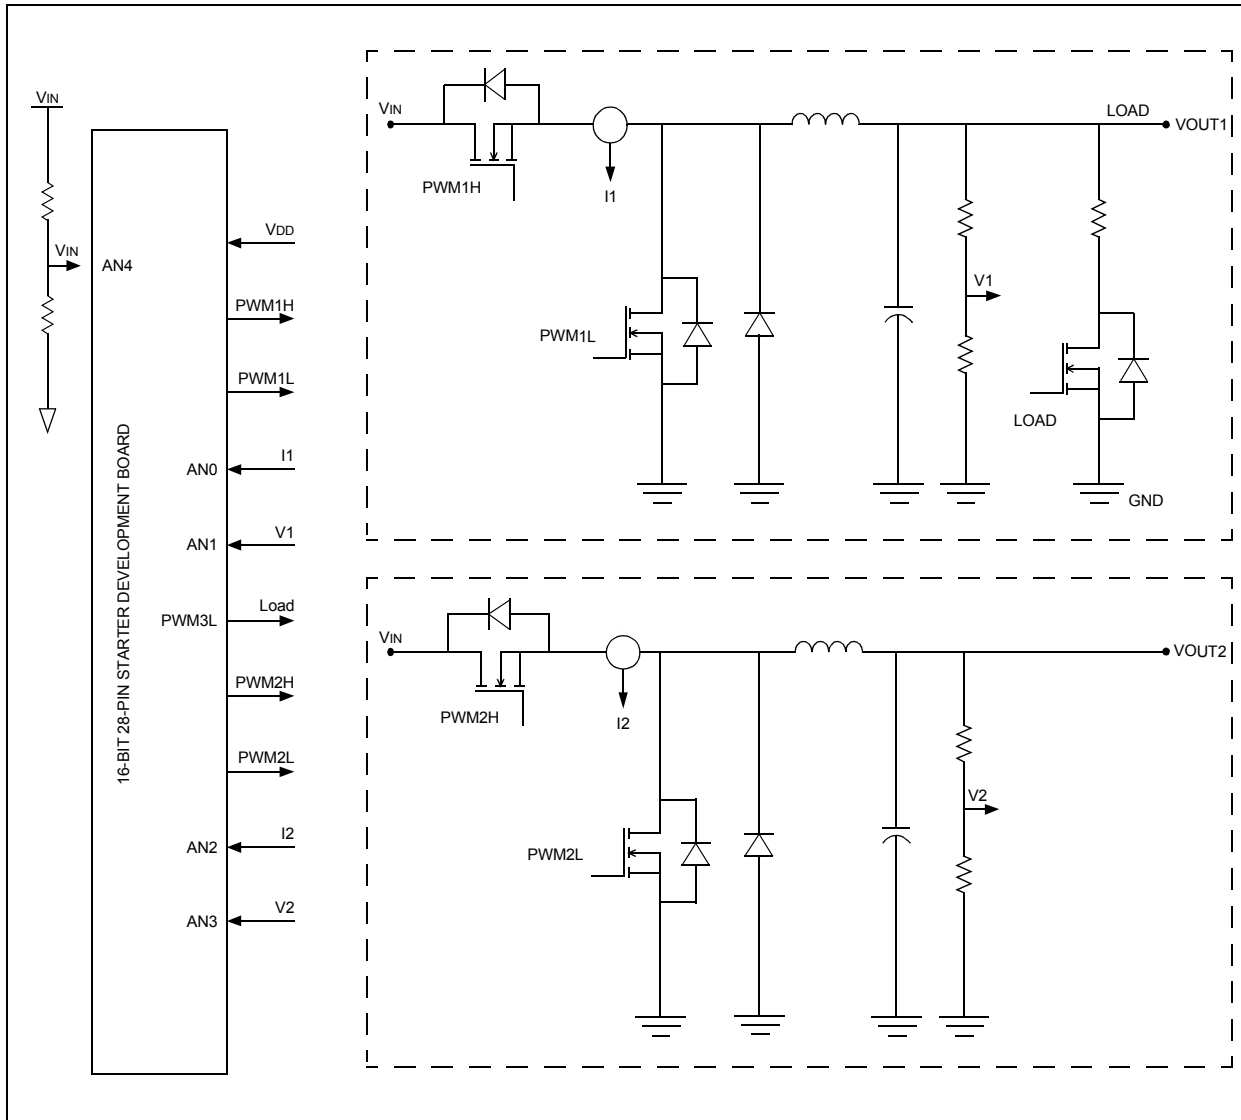 VIN
VIN
AN4
16-BIT 28-PIN STARTER DEVELOPMENT BOARD
VDD
PWM1H
PWM1L
AN0
I1
AN1
V1
PWM3L
Load
PWM2H
PWM2L
AN2
I2
AN3
V2
VIN
PWM1H
I1
LOAD
VOUT1
PWM1L
V1
LOAD
GND
VIN
PWM2H
I2
VOUT2
PWM2L
V2